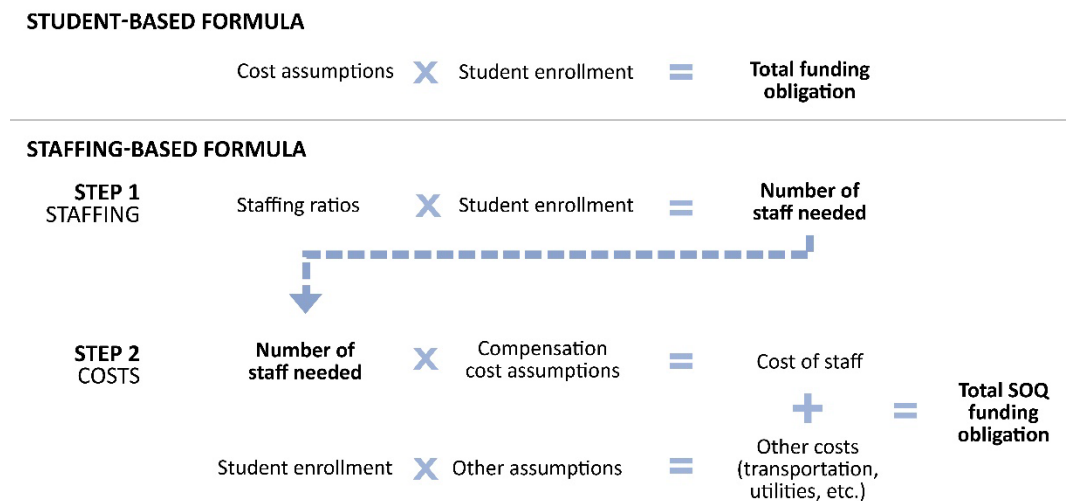 STUDENT-BASED FORMULA
Cost assumptions X Student enrollment = Total funding
obligation
STAFFING-BASED FORMULA
STEP 1
STAFFING
Staffing ratios X Student enrollment = Number of
staff needed
STEP 2
COSTS
Number of
staff needed
X
Compensation
cost assumptions
=
Cost of staff
+
Student enrollment X Other assumptions =
Other costs
(transportation,
utilities, etc.)
=
Total SOQ
funding
obligation